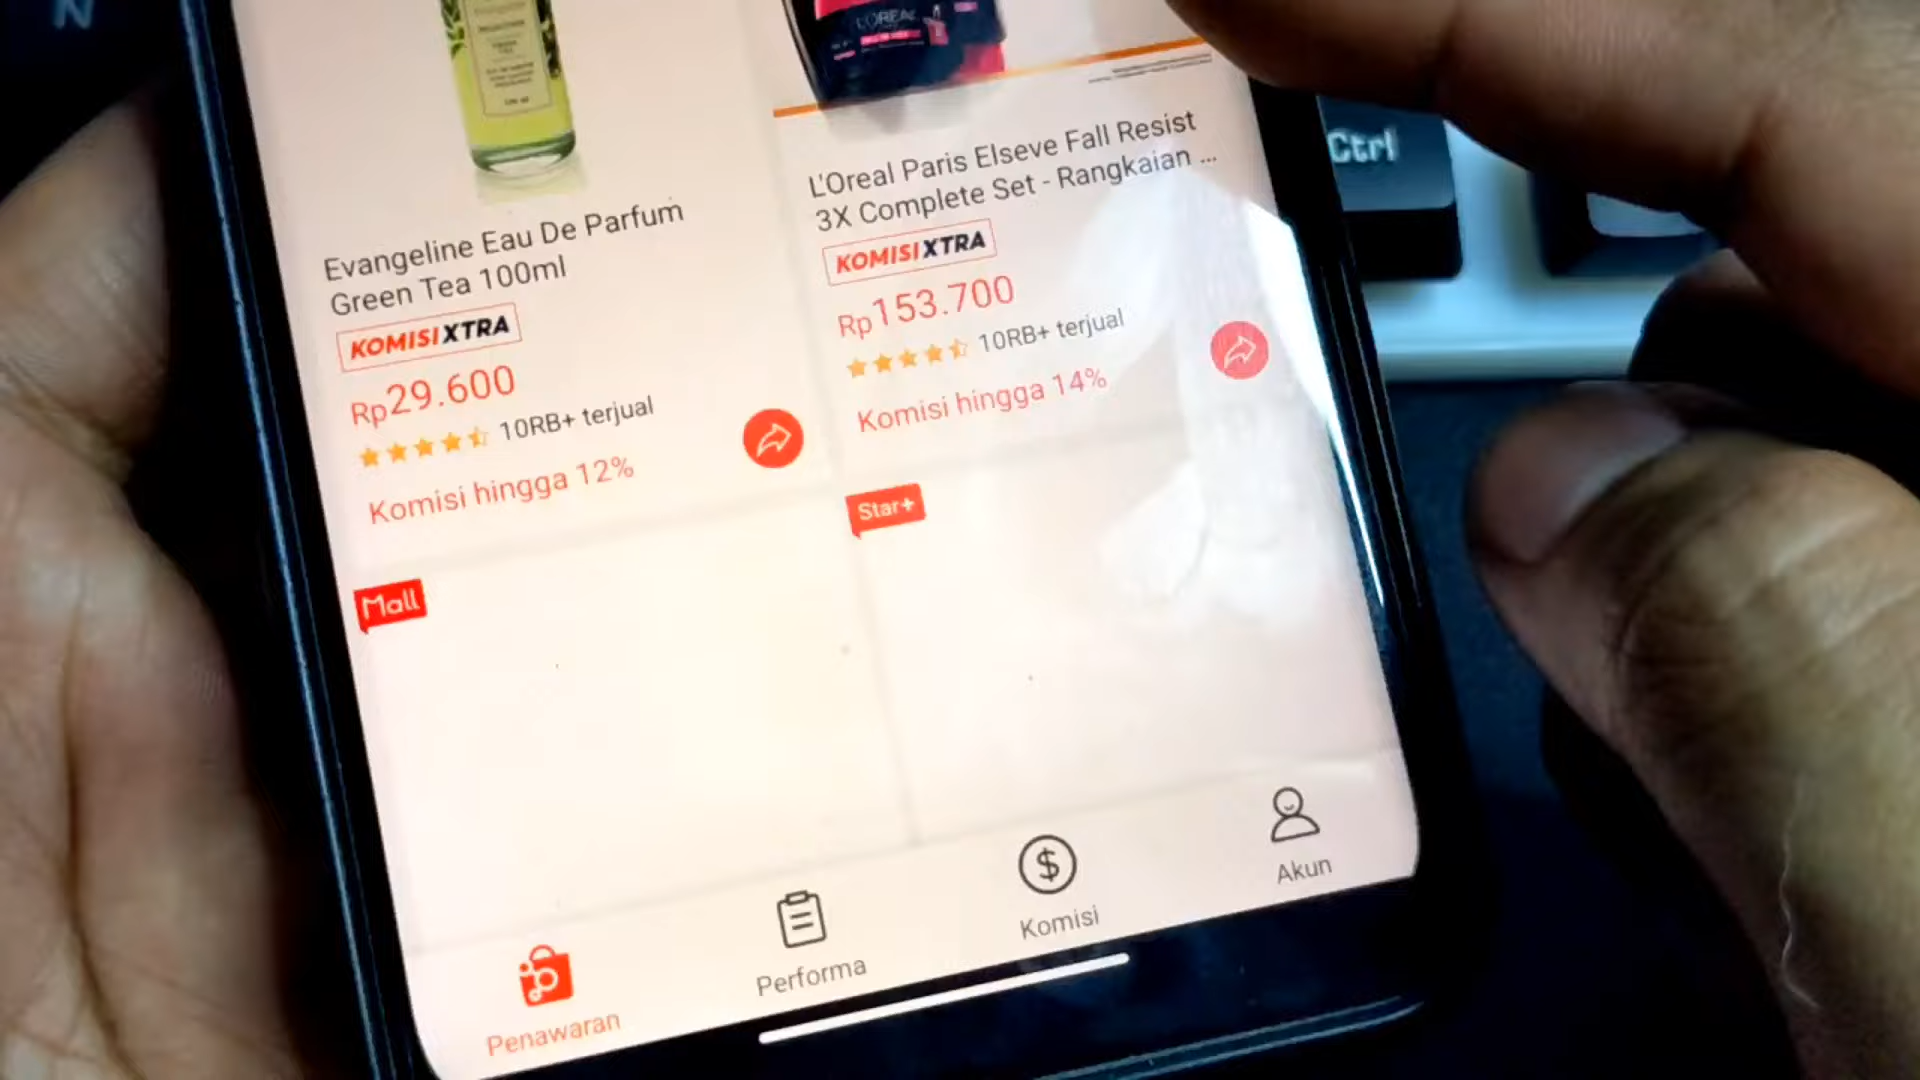 N
L'OREAL
Ctrl
Evangeline Eau De Parfum
Green Tea 100ml
KOMISI XTRA
Rp29.600
10RB+ terjual
Komisi hingga 12%
L'Oreal Paris Elseve Fall Resist
3X Complete Set - Rangkaian ...
KOMISI XTRA
Rp153.700
10RB+ terjual
Komisi hingga 14%
Mall
Star+
Penawaran
Performa
Komisi
Akun